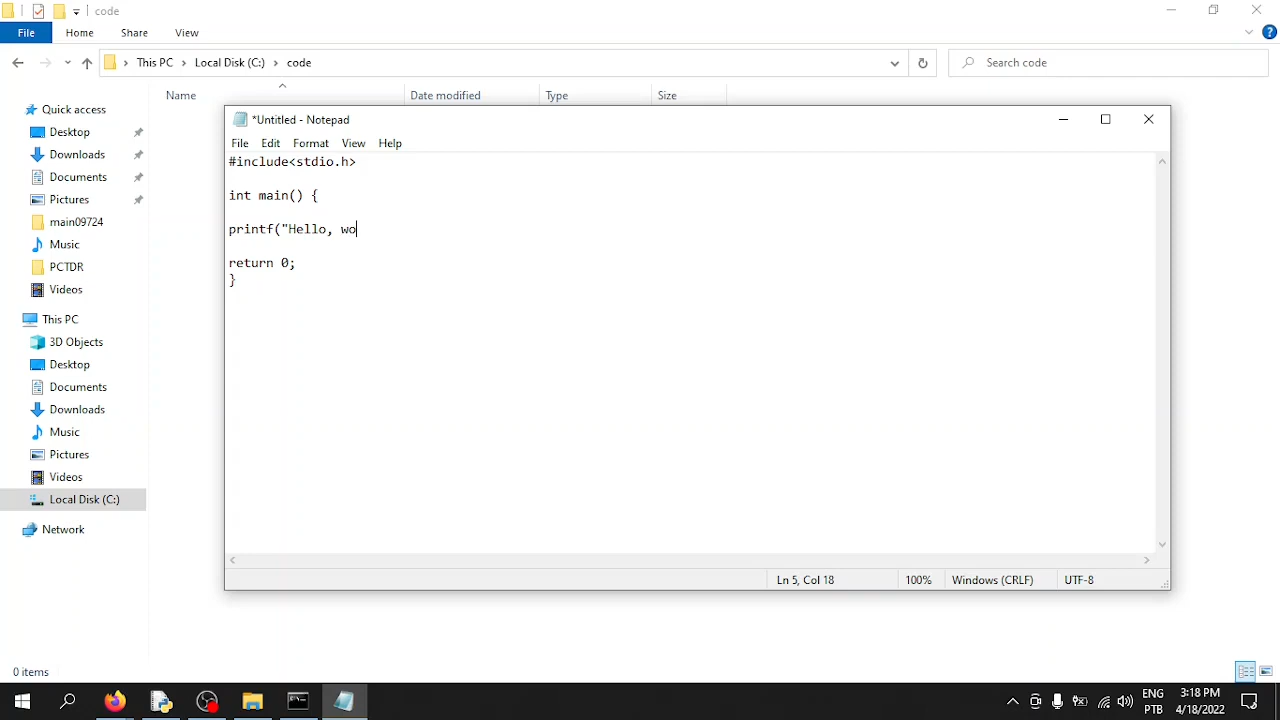 code
File Home Share View
This PC Local Disk (C:) code
Search code
Name Date modified Type Size
Quick access
Desktop
Downloads
Documents
Pictures
main09724
Music
PCTDR
Videos
This PC
3D Objects
Desktop
Documents
Downloads
Music
Pictures
Videos
Local Disk (C:)
Network
*Untitled - Notepad
File Edit Format View Help
#include<stdio.h>
int main() {
printf("Hello, wo
return 0;
}
Ln 5, Col 18 100% Windows (CRLF) UTF-8
0 items
ENG
PTB
3:18 PM
4/18/2022